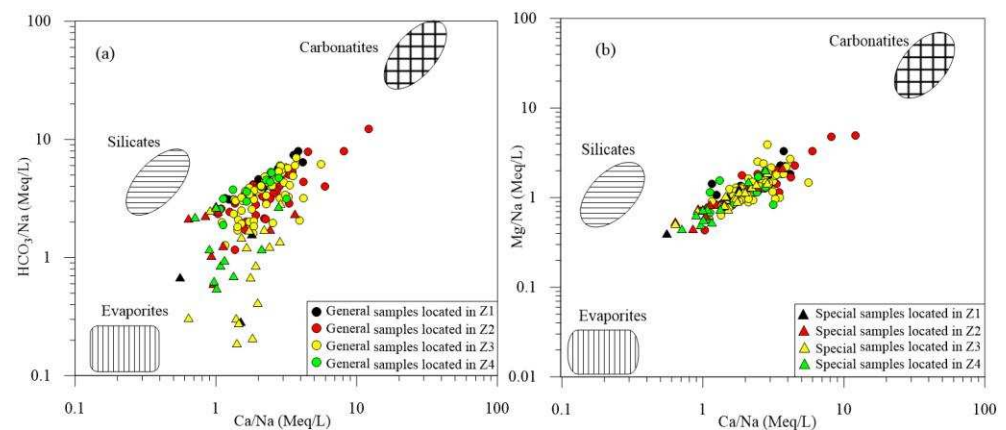 100
(a)
Carbonatites
10
Silicates
HCO₃/Na (Meq/L)
1
Evaporites
General samples located in Z1
General samples located in Z2
General samples located in Z3
General samples located in Z4
0.1
0.1
1
10
100
Ca/Na (Meq/L)
100
(b)
Carbonatites
10
Silicates
Mg/Na (Meq/L)
1
0.1
Evaporites
Special samples located in Z1
Special samples located in Z2
Special samples located in Z3
Special samples located in Z4
0.01
0.1
1
10
100
Ca/Na (Meq/L)